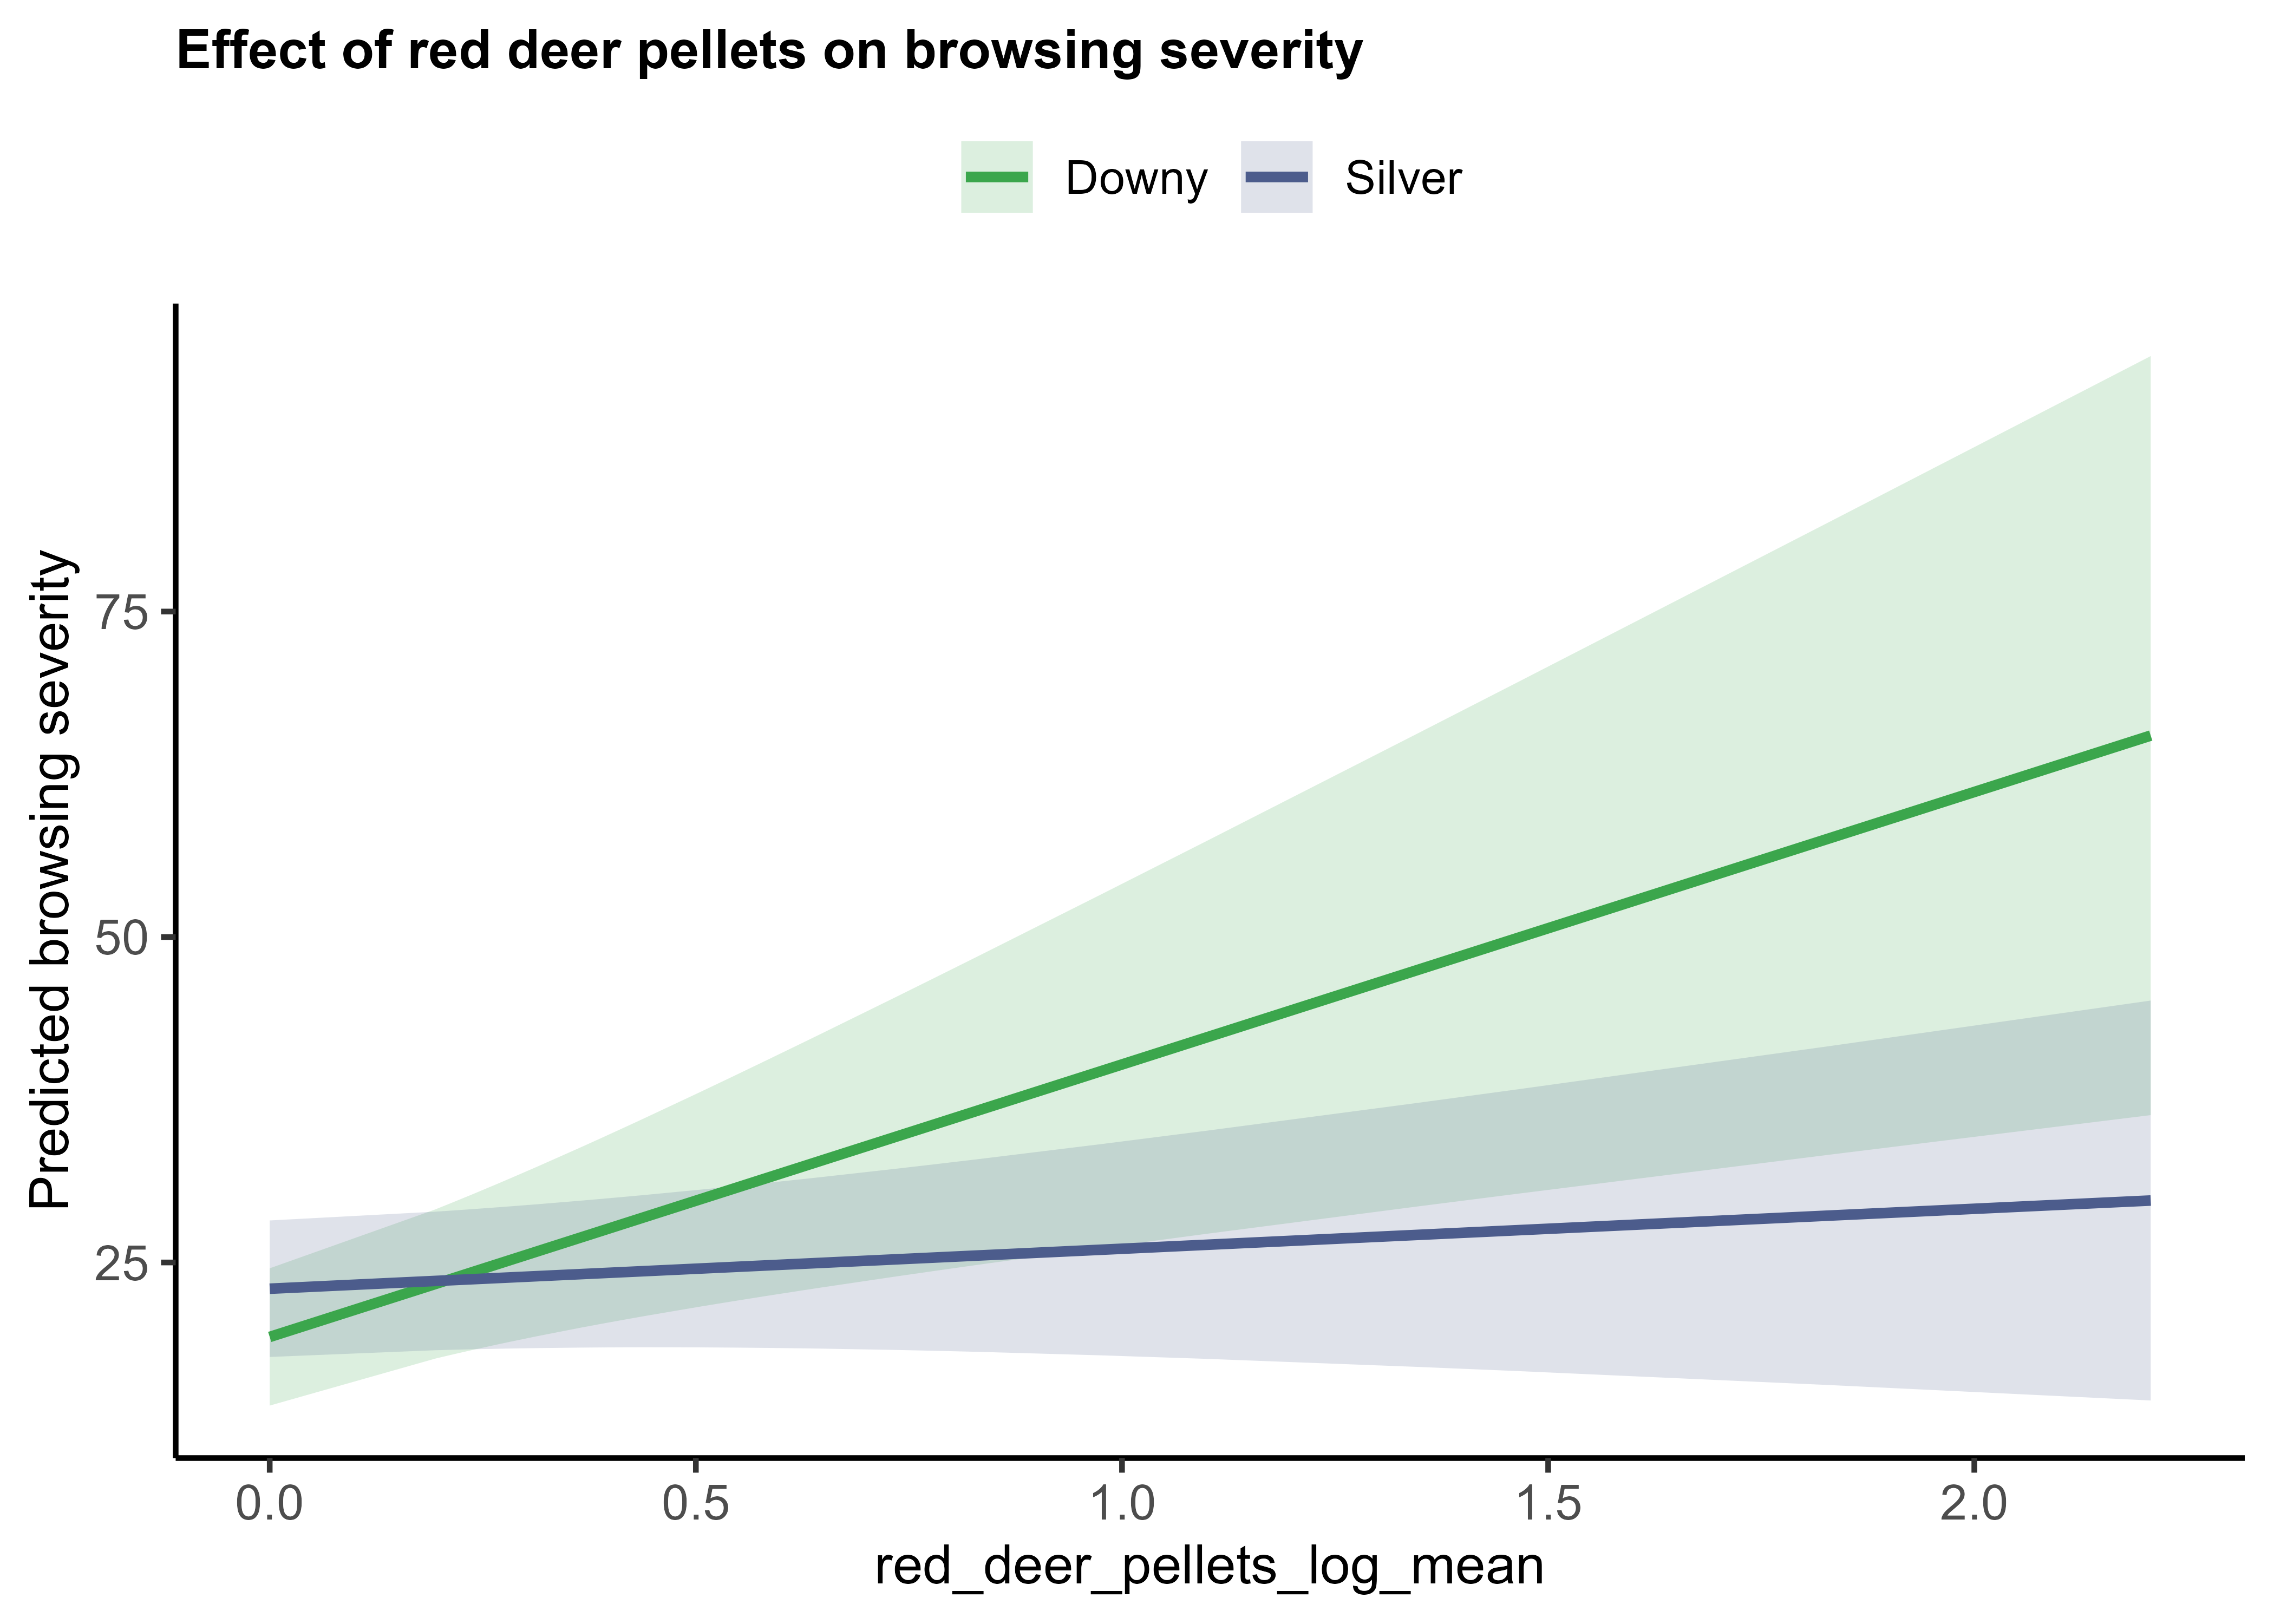 Effect of red deer pellets on browsing severity
Downy Silver
Predicted browsing severity
75
50
25
0.0 0.5 1.0 1.5 2.0
red_deer_pellets_log_mean